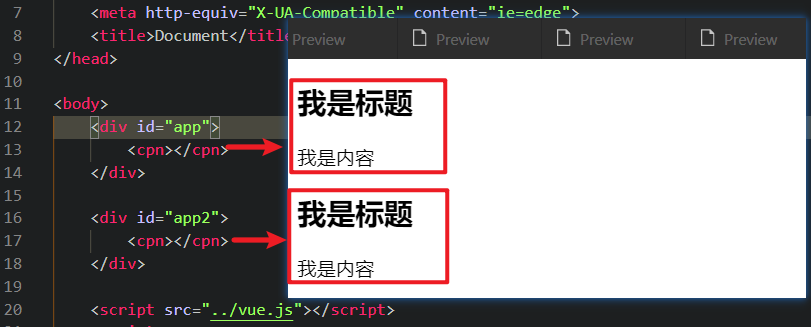 7 <meta http-equiv="X-UA-Compatible" content="ie=edge">
8 <title>Document</titl
9 </head>
10
11 <body>
12 <div id="app">
13 <cpn></cpn>
14 </div>
15
16 <div id="app2">
17 <cpn></cpn>
18 </div>
19
20 <script src="../vue.js"></script>
Preview Preview Preview Preview
我是标题
我是内容
我是标题
我是内容